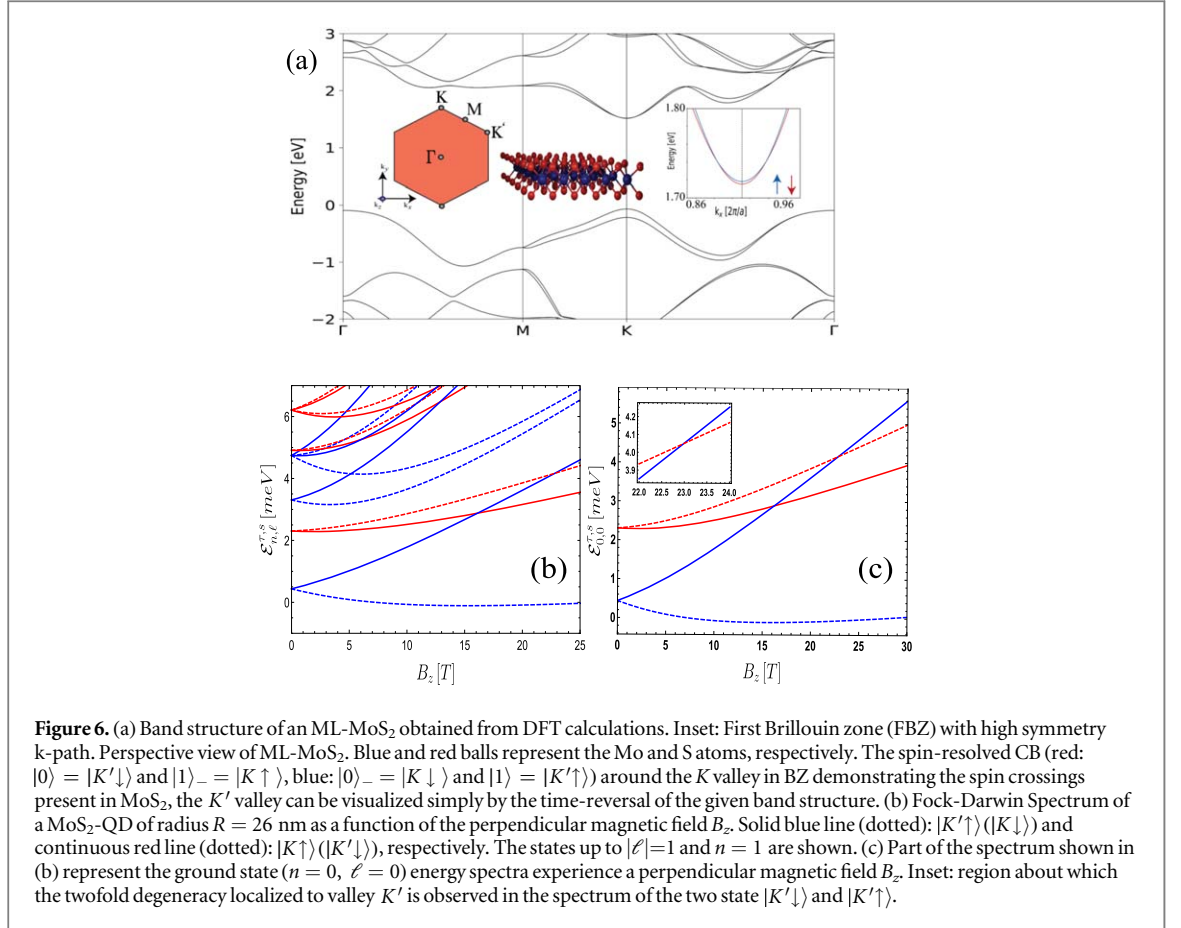 (a)
3
2
1
0
−1
−2
Energy [eV]
Γ
M
K
Γ
K
M
K'
Γ
k_y
k_z
k_x
1.80
1.70
Energy [eV]
0.86
0.96
k_x [2π/a]
6
4
2
0
ℰ^{τ,s}_{n,ℓ} [meV]
(b)
0 5 10 15 20 25
B_z [T]
5
4
3
2
1
0
ℰ^{τ,s}_{0,0} [meV]
4.2
4.1
4.0
3.9
22.0 22.5 23.0 23.5 24.0
(c)
0 5 10 15 20 25 30
B_z [T]
Figure 6. (a) Band structure of an ML-MoS₂ obtained from DFT calculations. Inset: First Brillouin zone (FBZ) with high symmetry
k-path. Perspective view of ML-MoS₂. Blue and red balls represent the Mo and S atoms, respectively. The spin-resolved CB (red:
|0⟩ = |K′↓⟩ and |1⟩₋ = |K ↑ ⟩, blue: |0⟩₋ = |K ↓ ⟩ and |1⟩ = |K′↑⟩) around the K valley in BZ demonstrating the spin crossings
present in MoS₂, the K′ valley can be visualized simply by the time-reversal of the given band structure. (b) Fock-Darwin Spectrum of
a MoS₂-QD of radius R = 26 nm as a function of the perpendicular magnetic field B_z. Solid blue line (dotted): |K′↑⟩(|K↓⟩) and
continuous red line (dotted): |K↑⟩(|K′↓⟩), respectively. The states up to |ℓ|=1 and n = 1 are shown. (c) Part of the spectrum shown in
(b) represent the ground state (n = 0, ℓ = 0) energy spectra experience a perpendicular magnetic field B_z. Inset: region about which
the twofold degeneracy localized to valley K′ is observed in the spectrum of the two state |K′↓⟩ and |K′↑⟩.